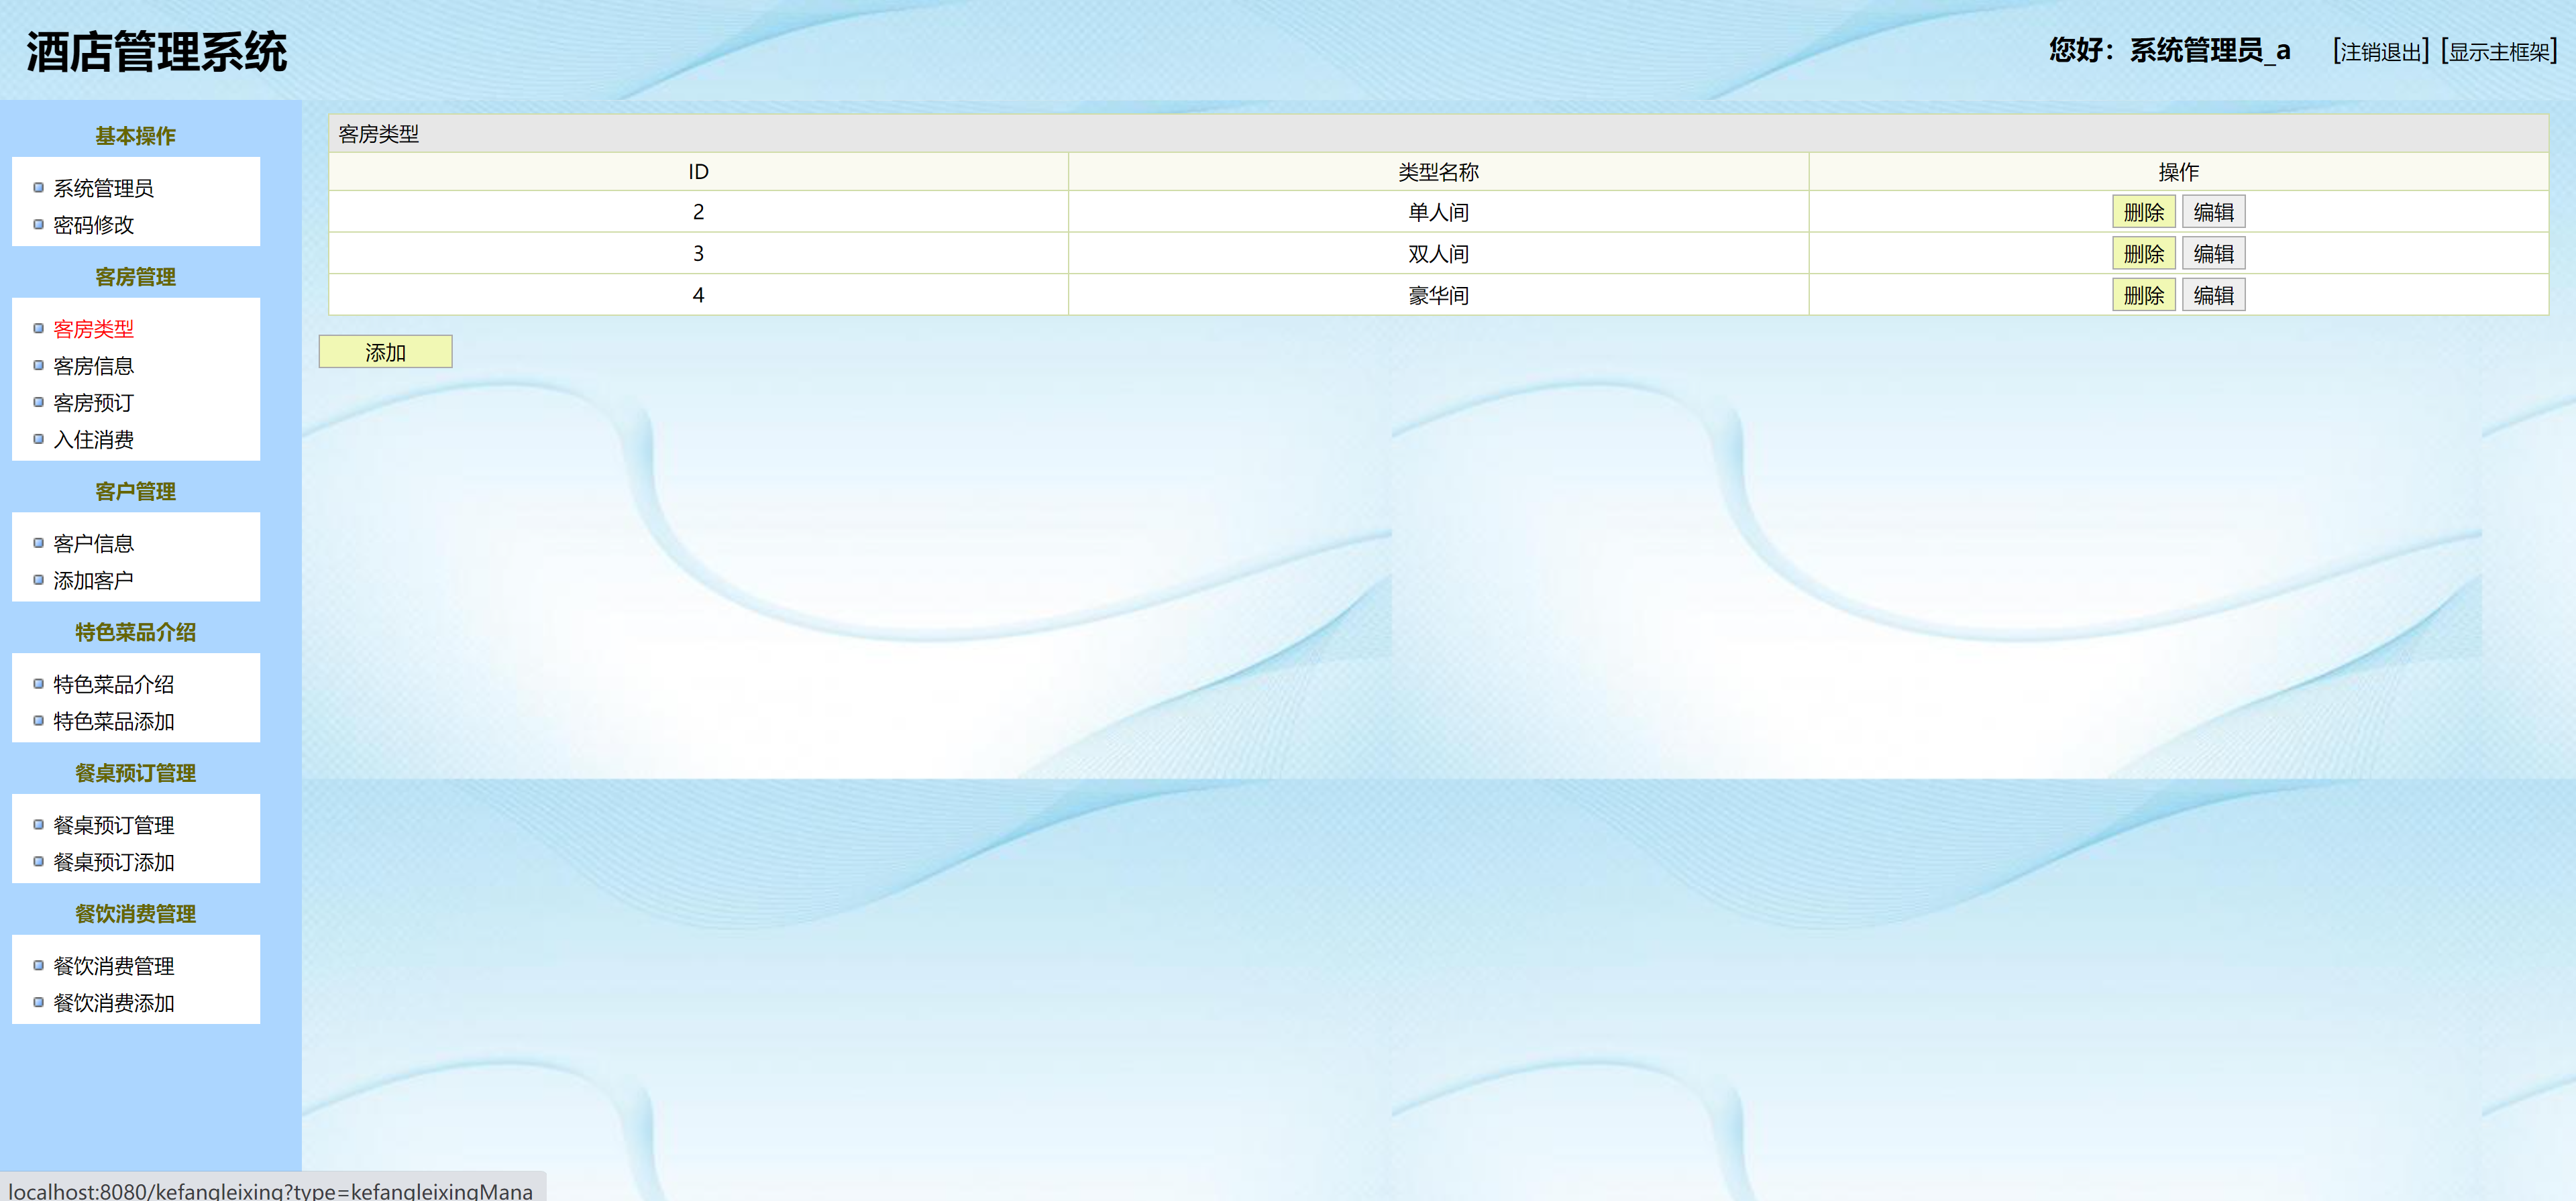 酒店管理系统
您好：系统管理员_a [注销退出] [显示主框架]
基本操作
系统管理员
密码修改
客房管理
客房类型
客房信息
客房预订
入住消费
客户管理
客户信息
添加客户
特色菜品介绍
特色菜品介绍
特色菜品添加
餐桌预订管理
餐桌预订管理
餐桌预订添加
餐饮消费管理
餐饮消费管理
餐饮消费添加
客房类型
ID 类型名称 操作
2 单人间 删除 编辑
3 双人间 删除 编辑
4 豪华间 删除 编辑
添加
localhost:8080/kefangleixing?type=kefangleixingMana